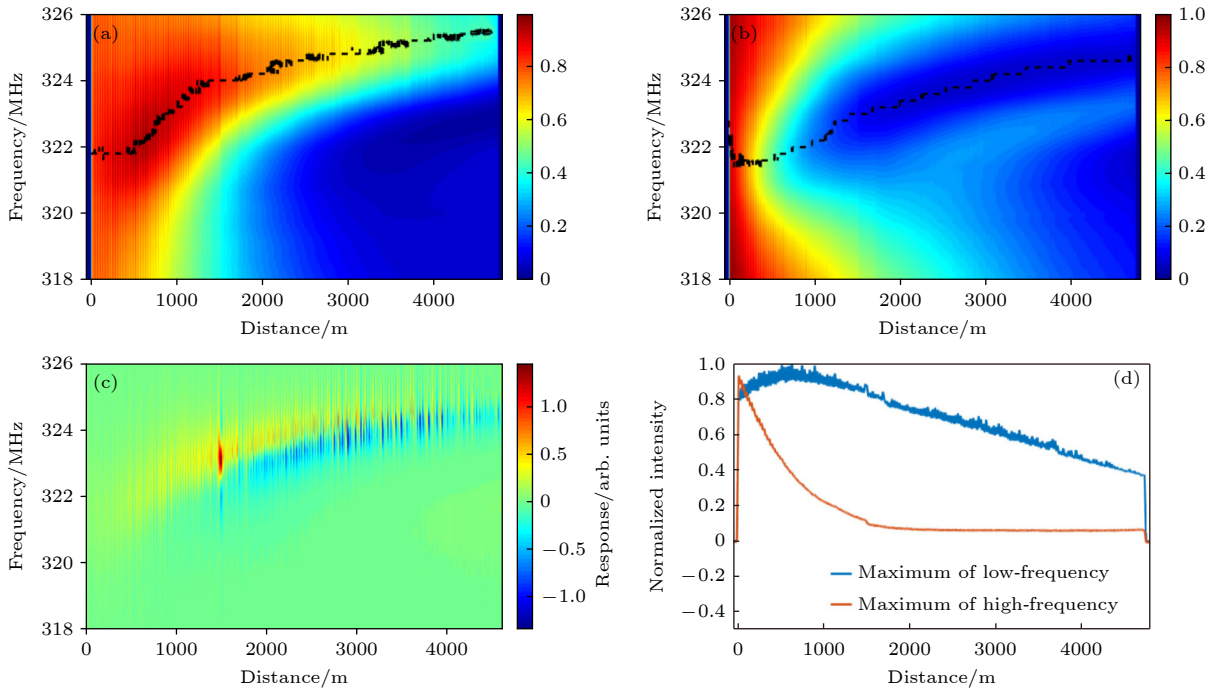 326
324
322
320
318
Frequency/MHz
(a)
0 1000 2000 3000 4000
Distance/m
0.8
0.6
0.4
0.2
0
326
324
322
320
318
Frequency/MHz
(b)
0 1000 2000 3000 4000
Distance/m
1.0
0.8
0.6
0.4
0.2
0
326
324
322
320
318
Frequency/MHz
(c)
0 1000 2000 3000 4000
Distance/m
1.0
0.5
0
−0.5
−1.0
Response/arb. units
1.0
0.8
0.6
0.4
0.2
0
−0.2
−0.4
Normalized intensity
(d)
Maximum of low-frequency
Maximum of high-frequency
0 1000 2000 3000 4000
Distance/m